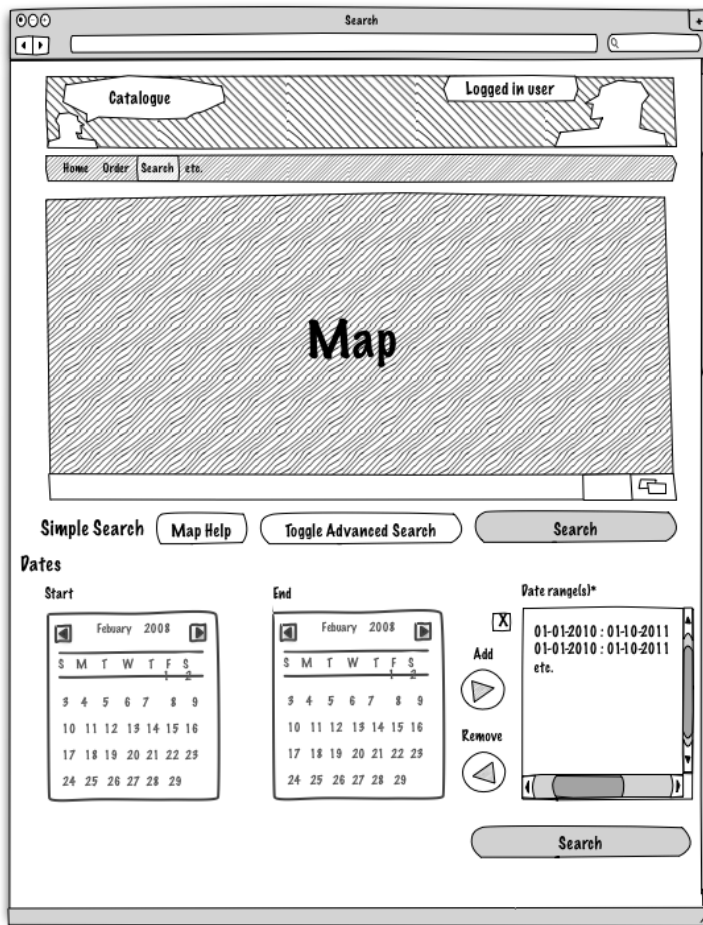 Search
Catalogue
Logged in user
Home Order Search etc.
Map
Simple Search Map Help Toggle Advanced Search Search
Dates
Start End Date range(s)*
Febuary 2008
S M T W T F S
1 2
3 4 5 6 7 8 9
10 11 12 13 14 15 16
17 18 19 20 21 22 23
24 25 26 27 28 29
Febuary 2008
S M T W T F S
1 2
3 4 5 6 7 8 9
10 11 12 13 14 15 16
17 18 19 20 21 22 23
24 25 26 27 28 29
X
Add
Remove
01-01-2010 : 01-10-2011
01-01-2010 : 01-10-2011
etc.
Search